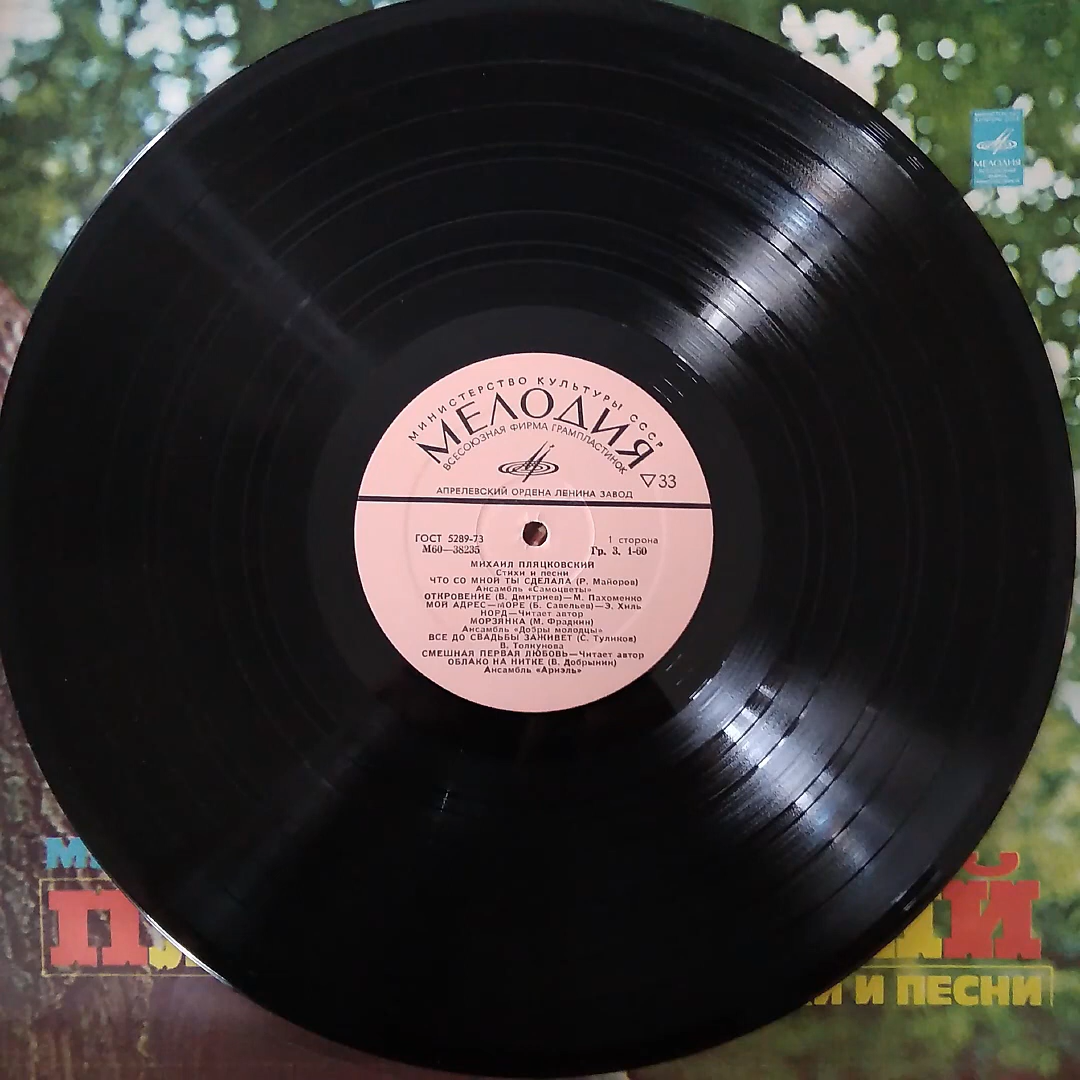 МИНИСТЕРСТВО КУЛЬТУРЫ СССР
МЕЛОДИЯ
ВСЕСОЮЗНАЯ ФИРМА ГРАМПЛАСТИНОК
▽33
АПРЕЛЕВСКИЙ ОРДЕНА ЛЕНИНА ЗАВОД
ГОСТ 5289-73
1 сторона
М60—38235
Гр. 3. 1-60
МИХАИЛ ПЛЯЦКОВСКИЙ
Стихи и песни
ЧТО СО МНОЙ ТЫ СДЕЛАЛА (Р. Майоров)
Ансамбль «Самоцветы»
ОТКРОВЕНИЕ (В. Дмитриев)—М. Пахоменко
МОЙ АДРЕС—МОРЕ (Б. Савельев)—Э. Хиль
НОРД—Читает автор
МОРЗЯНКА (М. Фрадкин)
Ансамбль «Добры молодцы»
ВСЕ ДО СВАДЬБЫ ЗАЖИВЕТ (С. Туликов)
В. Толкунова
СМЕШНАЯ ПЕРВАЯ ЛЮБОВЬ—Читает автор
ОБЛАКО НА НИТКЕ (В. Добрынин)
Ансамбль «Ариэль»
МЕЛОДИЯ
И ПЕСНИ